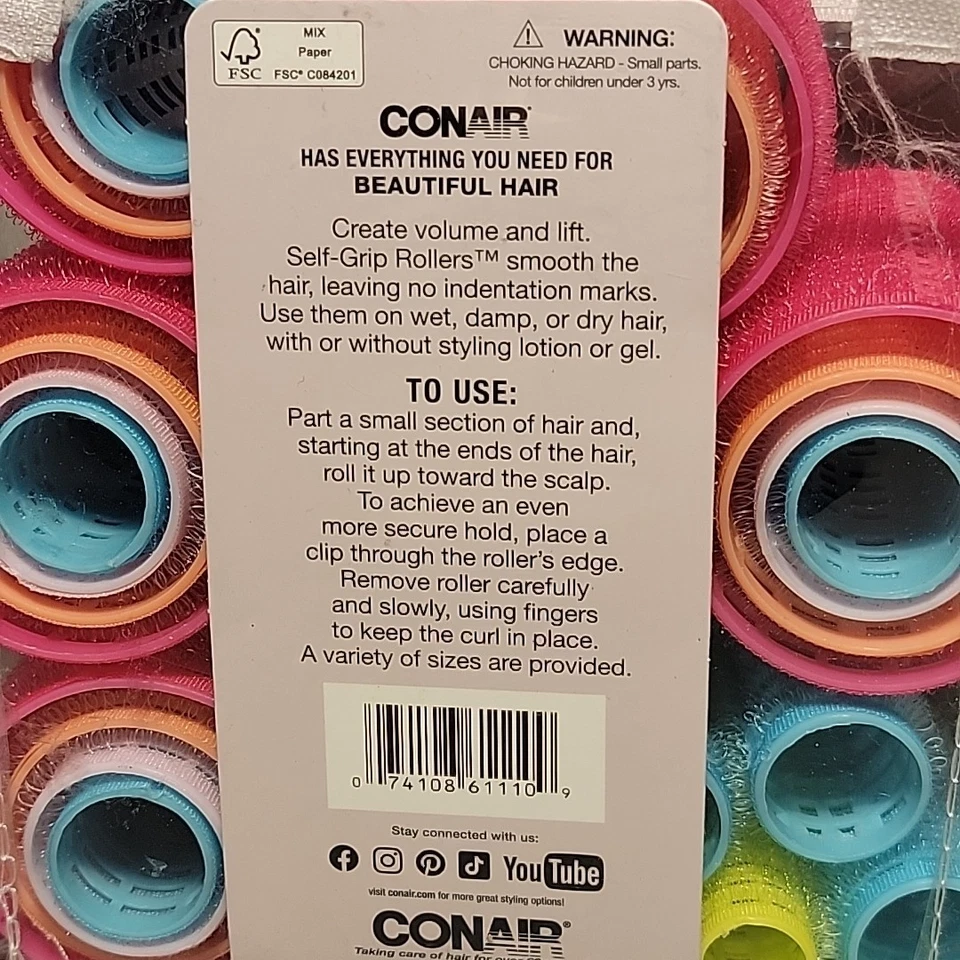 MIX
Paper
FSC
FSC® C084201
WARNING:
CHOKING HAZARD - Small parts.
Not for children under 3 yrs.
CONAIR®
HAS EVERYTHING YOU NEED FOR
BEAUTIFUL HAIR
Create volume and lift.
Self-Grip Rollers™ smooth the
hair, leaving no indentation marks.
Use them on wet, damp, or dry hair,
with or without styling lotion or gel.
TO USE:
Part a small section of hair and,
starting at the ends of the hair,
roll it up toward the scalp.
To achieve an even
more secure hold, place a
clip through the roller's edge.
Remove roller carefully
and slowly, using fingers
to keep the curl in place.
A variety of sizes are provided.
0 74108 61110 9
Stay connected with us:
YouTube
visit conair.com for more great styling options!
CONAIR®
Taking care of hair for over